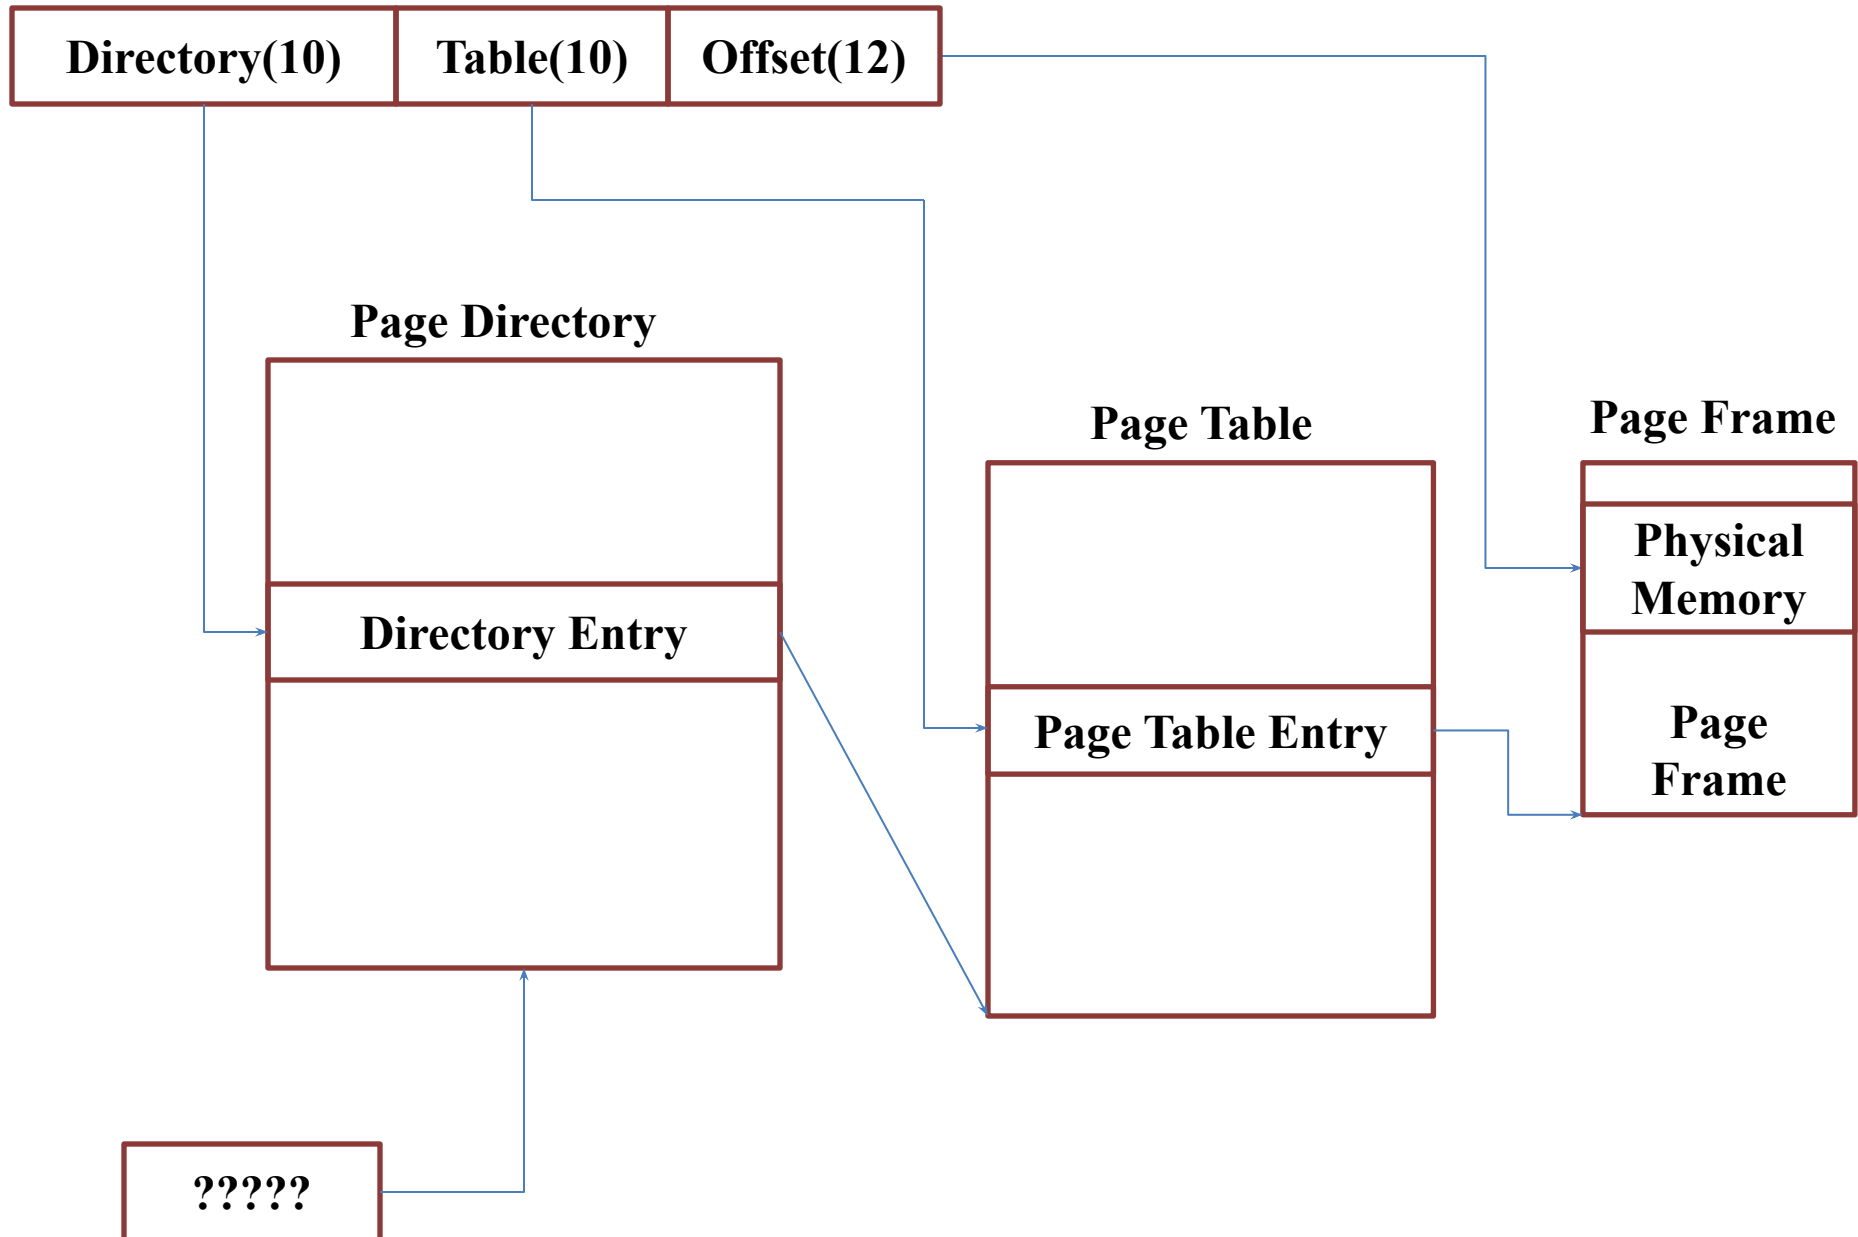 Directory(10) Table(10) Offset(12)
Page Directory
Page Table
Page Frame
Physical
Memory
Directory Entry
Page Table Entry
Page
Frame
?????